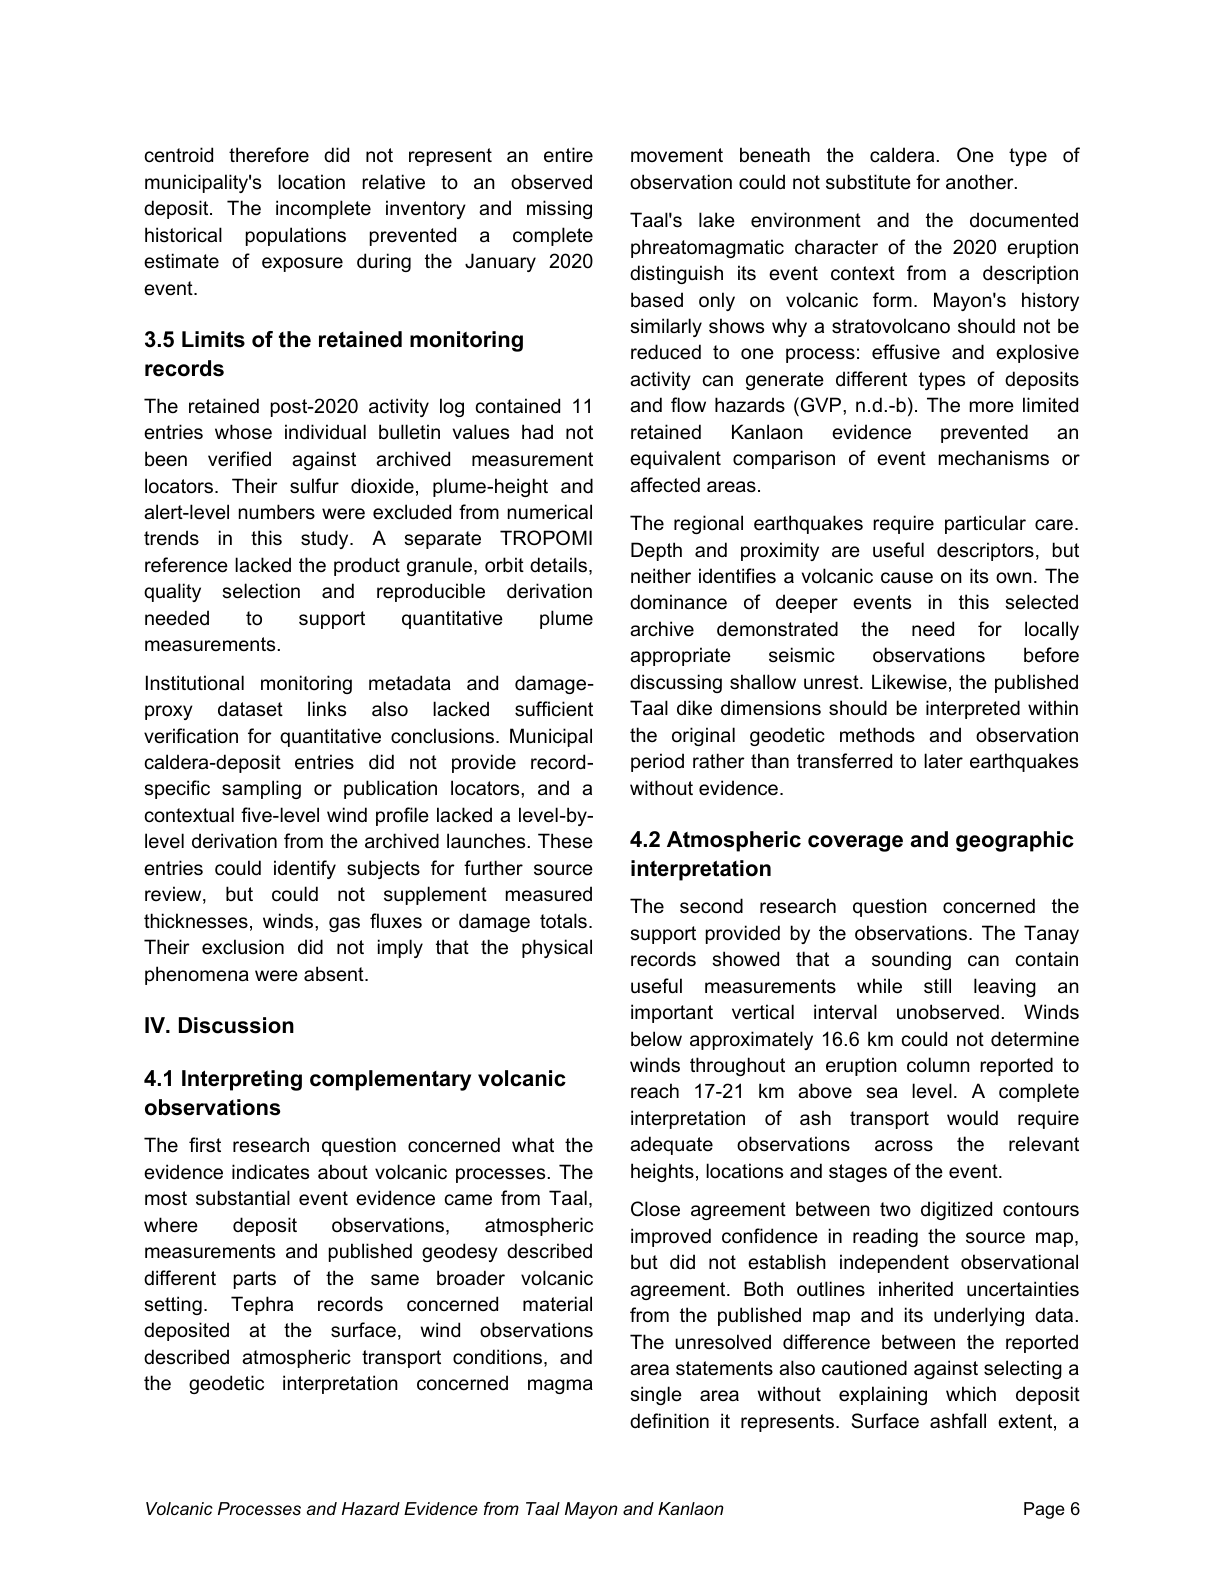 centroid therefore did not represent an entire
municipality's location relative to an observed
deposit. The incomplete inventory and missing
historical populations prevented a complete
estimate of exposure during the January 2020
event.
3.5 Limits of the retained monitoring
records
The retained post-2020 activity log contained 11
entries whose individual bulletin values had not
been verified against archived measurement
locators. Their sulfur dioxide, plume-height and
alert-level numbers were excluded from numerical
trends in this study. A separate TROPOMI
reference lacked the product granule, orbit details,
quality selection and reproducible derivation
needed to support quantitative plume
measurements.
Institutional monitoring metadata and damage-
proxy dataset links also lacked sufficient
verification for quantitative conclusions. Municipal
caldera-deposit entries did not provide record-
specific sampling or publication locators, and a
contextual five-level wind profile lacked a level-by-
level derivation from the archived launches. These
entries could identify subjects for further source
review, but could not supplement measured
thicknesses, winds, gas fluxes or damage totals.
Their exclusion did not imply that the physical
phenomena were absent.
IV. Discussion
4.1 Interpreting complementary volcanic
observations
The first research question concerned what the
evidence indicates about volcanic processes. The
most substantial event evidence came from Taal,
where deposit observations, atmospheric
measurements and published geodesy described
different parts of the same broader volcanic
setting. Tephra records concerned material
deposited at the surface, wind observations
described atmospheric transport conditions, and
the geodetic interpretation concerned magma
movement beneath the caldera. One type of
observation could not substitute for another.
Taal's lake environment and the documented
phreatomagmatic character of the 2020 eruption
distinguish its event context from a description
based only on volcanic form. Mayon's history
similarly shows why a stratovolcano should not be
reduced to one process: effusive and explosive
activity can generate different types of deposits
and flow hazards (GVP, n.d.-b). The more limited
retained Kanlaon evidence prevented an
equivalent comparison of event mechanisms or
affected areas.
The regional earthquakes require particular care.
Depth and proximity are useful descriptors, but
neither identifies a volcanic cause on its own. The
dominance of deeper events in this selected
archive demonstrated the need for locally
appropriate seismic observations before
discussing shallow unrest. Likewise, the published
Taal dike dimensions should be interpreted within
the original geodetic methods and observation
period rather than transferred to later earthquakes
without evidence.
4.2 Atmospheric coverage and geographic
interpretation
The second research question concerned the
support provided by the observations. The Tanay
records showed that a sounding can contain
useful measurements while still leaving an
important vertical interval unobserved. Winds
below approximately 16.6 km could not determine
winds throughout an eruption column reported to
reach 17-21 km above sea level. A complete
interpretation of ash transport would require
adequate observations across the relevant
heights, locations and stages of the event.
Close agreement between two digitized contours
improved confidence in reading the source map,
but did not establish independent observational
agreement. Both outlines inherited uncertainties
from the published map and its underlying data.
The unresolved difference between the reported
area statements also cautioned against selecting a
single area without explaining which deposit
definition it represents. Surface ashfall extent, a
Volcanic Processes and Hazard Evidence from Taal Mayon and Kanlaon
Page 6